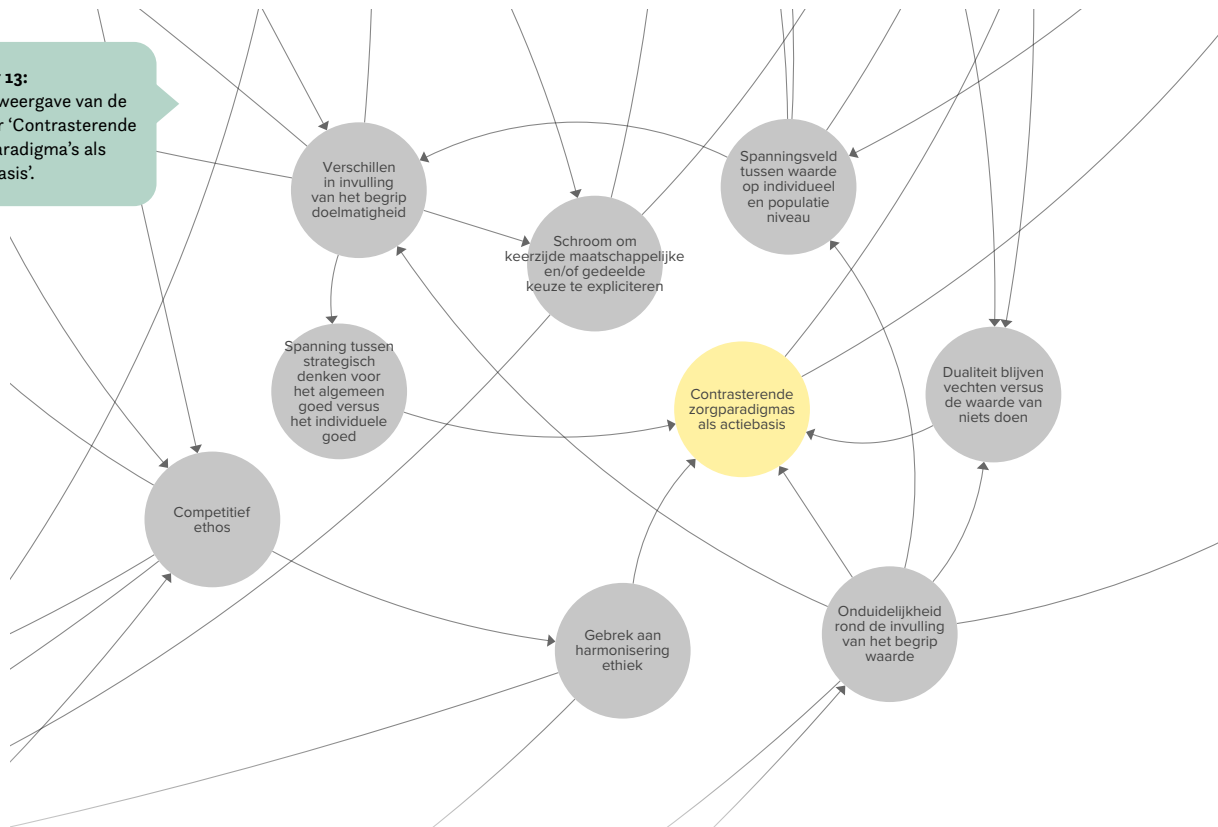 13:
weergave van de
‘Contrasterende
als
Verschillen
in invulling
van het begrip
doelmatigheid
Spanningsveld
tussen waarde
op individueel
en populatie
niveau
Schroom om
keerzijde maatschappelijke
en/of gedeelde
keuze te expliciteren
Spanning tussen
strategisch
denken voor
het algemeen
goed versus
het individuele
goed
Contrasterende
zorgparadigmas
als actiebasis
Dualiteit blijven
vechten versus
de waarde van
niets doen
Competitief
ethos
Gebrek aan
harmonisering
ethiek
Onduidelijkheid
rond de invulling
van het begrip
waarde